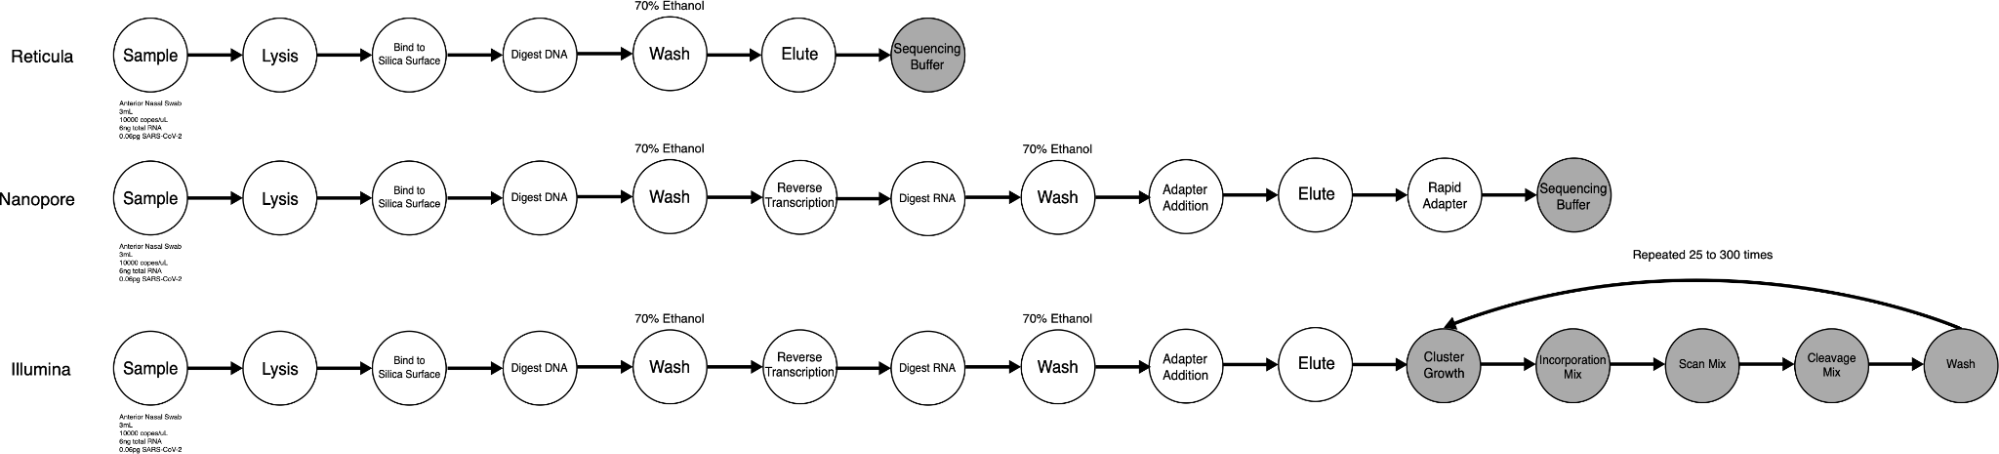 70% Ethanol
Reticula
Sample
Lysis
Bind to
Silica Surface
Digest DNA
Wash
Elute
Sequencing
Buffer
Anterior Nasal Swab
3mL
10000 copes/uL
6ng total RNA
0.06pg SARS-CoV-2
70% Ethanol
70% Ethanol
Nanopore
Sample
Lysis
Bind to
Silica Surface
Digest DNA
Wash
Reverse
Transcription
Digest RNA
Wash
Adapter
Addition
Elute
Rapid
Adapter
Sequencing
Buffer
Anterior Nasal Swab
3mL
10000 copes/uL
6ng total RNA
0.06pg SARS-CoV-2
Repeated 25 to 300 times
70% Ethanol
70% Ethanol
Illumina
Sample
Lysis
Bind to
Silica Surface
Digest DNA
Wash
Reverse
Transcription
Digest RNA
Wash
Adapter
Addition
Elute
Cluster
Growth
Incorporation
Mix
Scan Mix
Cleavage
Mix
Wash
Anterior Nasal Swab
3mL
10000 copes/uL
6ng total RNA
0.06pg SARS-CoV-2